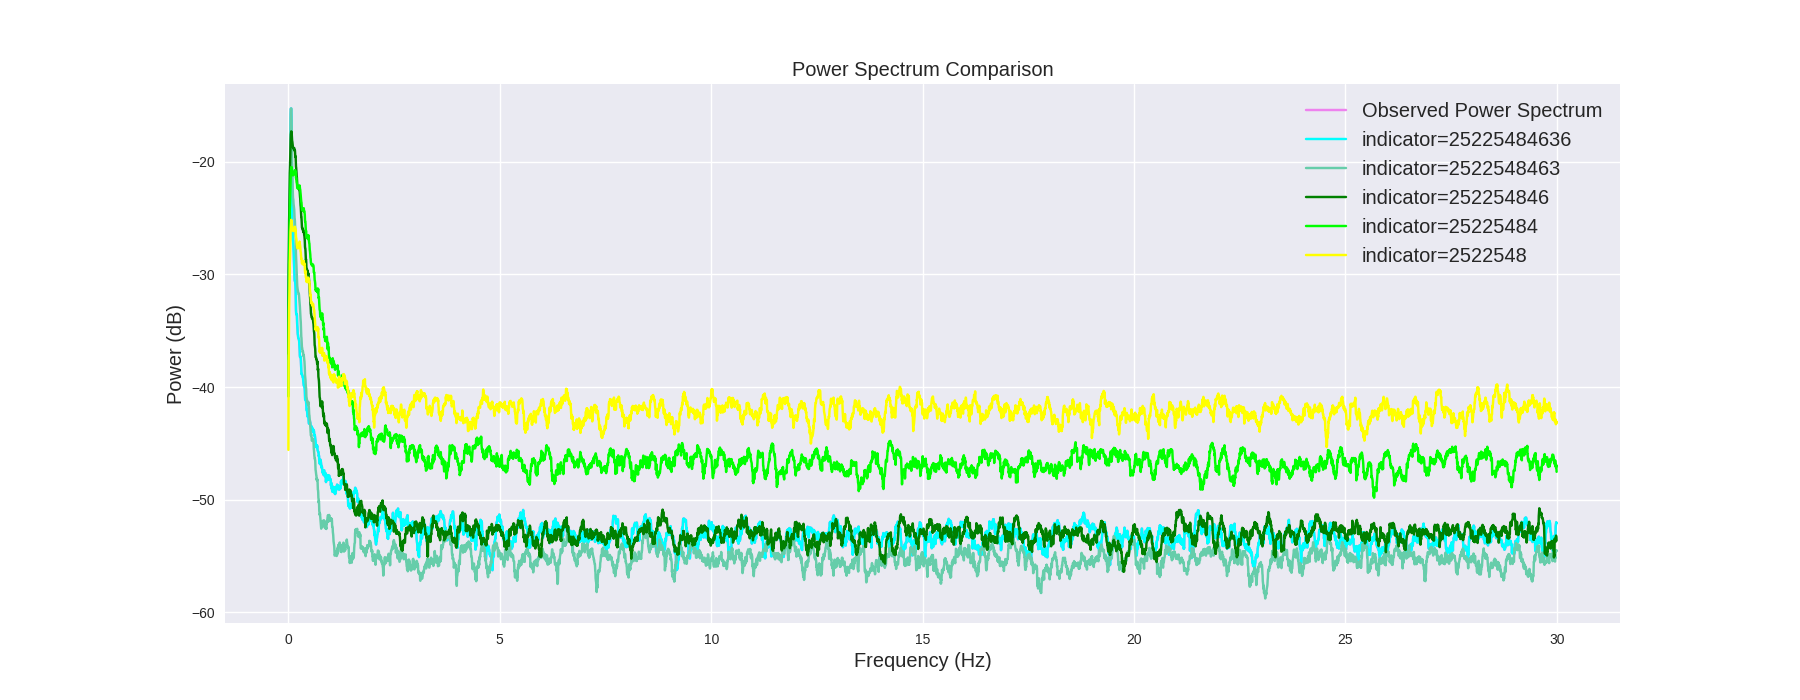 Power Spectrum Comparison
Observed Power Spectrum
indicator=25225484636
indicator=2522548463
indicator=252254846
indicator=25225484
indicator=2522548
Power (dB)
−20
−30
−40
−50
−60
0 5 10 15 20 25 30
Frequency (Hz)